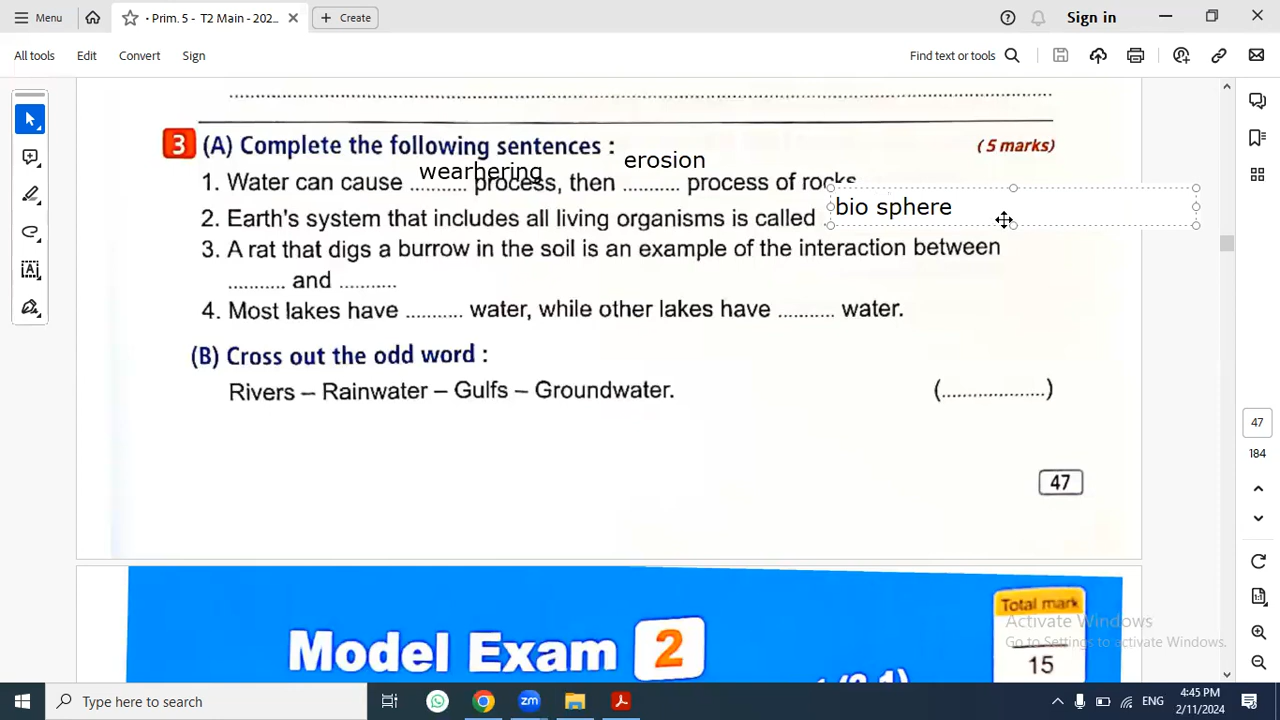 Menu
• Prim. 5 - T2 Main - 202...
Create
Sign in
All tools
Edit
Convert
Sign
Find text or tools
3 (A) Complete the following sentences : (5 marks)
wearhering
erosion
1. Water can cause ........... process, then ........... process of rocks
bio sphere
2. Earth's system that includes all living organisms is called
3. A rat that digs a burrow in the soil is an example of the interaction between
........... and ...........
4. Most lakes have ........... water, while other lakes have ........... water.
(B) Cross out the odd word :
Rivers – Rainwater – Gulfs – Groundwater. (....................)
47
47
184
Model Exam 2
Total mark
15
Activate Windows
Go to Settings to activate Windows.
Type here to search
zm
ENG
4:45 PM
2/11/2024